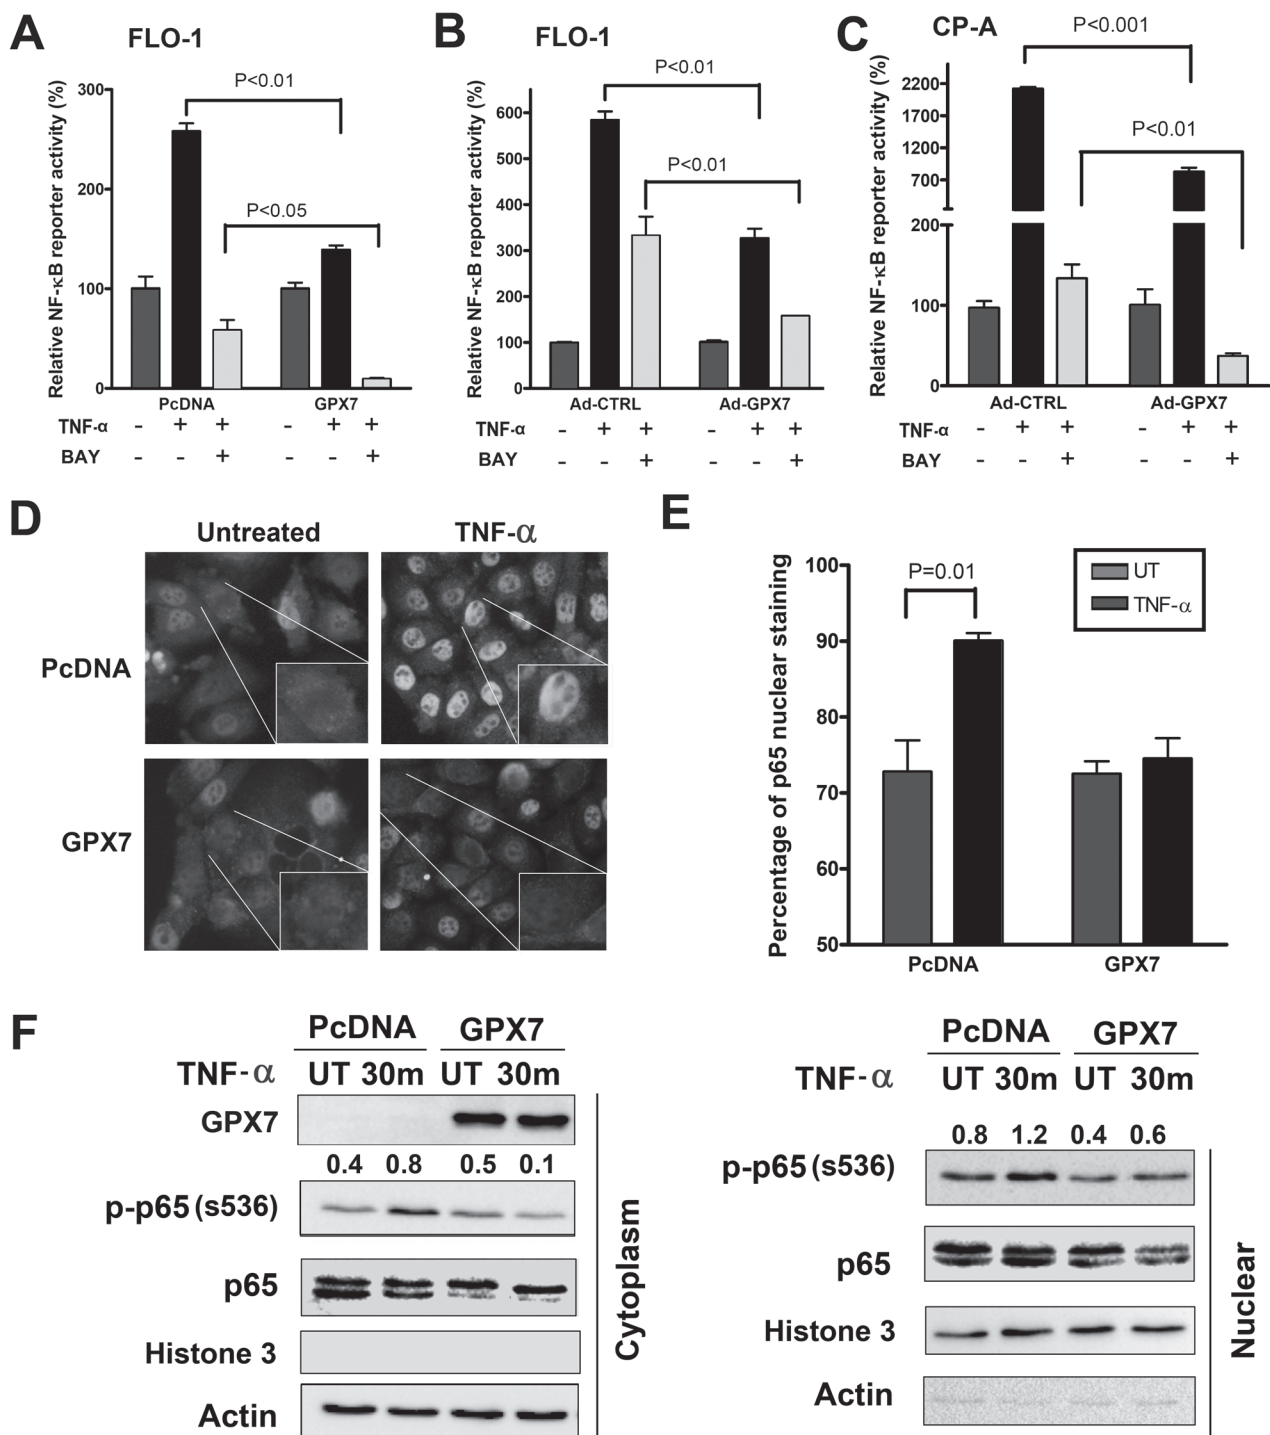 A
FLO-1
Relative NF-κB reporter activity (%)
300
200
100
0
P<0.01
P<0.05
PcDNA GPX7
TNF-α - + + - + +
BAY - - + - - +
B
FLO-1
Relative NF-κB reporter activity (%)
600
500
400
300
200
100
0
P<0.01
P<0.01
Ad-CTRL Ad-GPX7
TNF-α - + + - + +
BAY - - + - - +
C
CP-A
Relative NF-κB reporter activity (%)
2200
1700
1200
700
200
100
0
P<0.001
P<0.01
Ad-CTRL Ad-GPX7
TNF-α - + + - + +
BAY - - + - - +
D
Untreated TNF-α
PcDNA
GPX7
E
Percentage of p65 nuclear staining
100
90
80
70
60
50
P=0.01
UT
TNF-α
PcDNA GPX7
F
PcDNA GPX7
TNF-α UT 30m UT 30m
GPX7
0.4 0.8 0.5 0.1
p-p65 (s536)
p65
Histone 3
Actin
Cytoplasm
PcDNA GPX7
TNF-α UT 30m UT 30m
0.8 1.2 0.4 0.6
p-p65 (s536)
p65
Histone 3
Actin
Nuclear